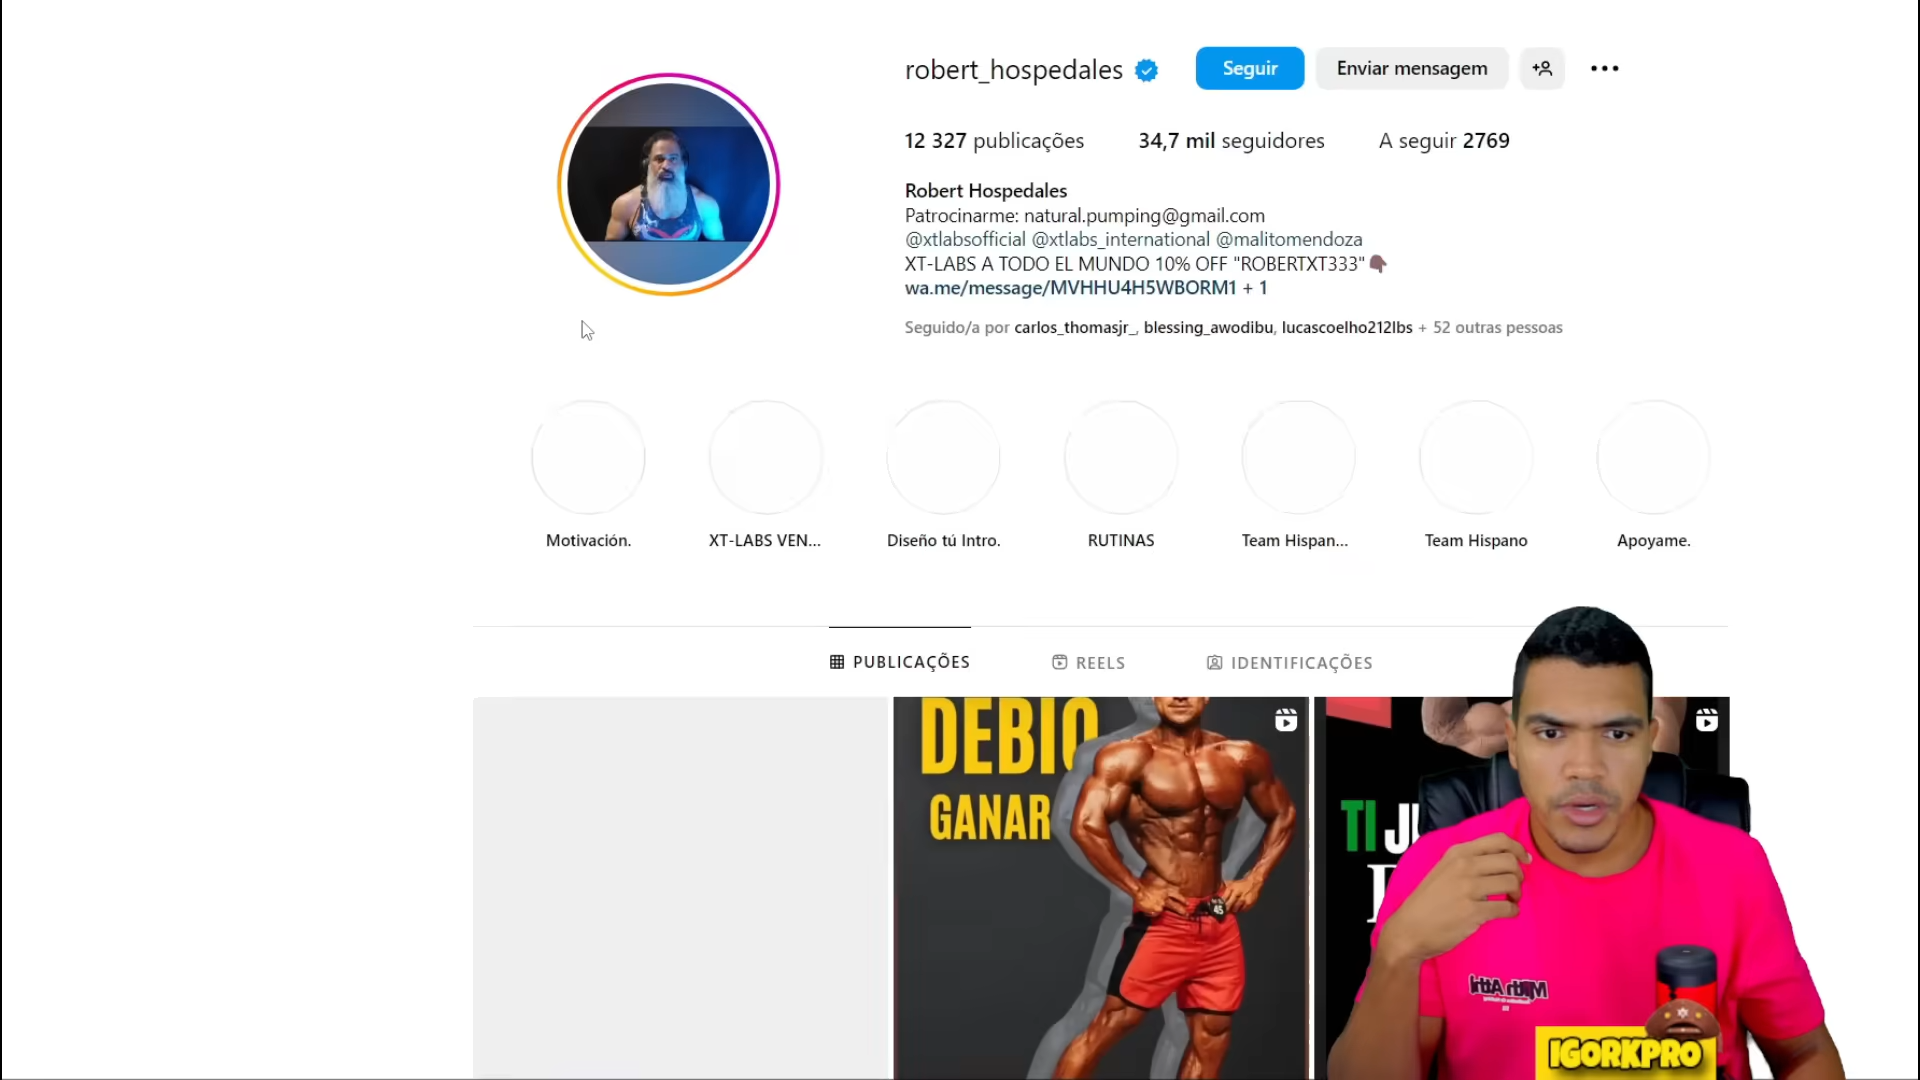 robert_hospedales
Seguir
Enviar mensagem
12 327 publicações
34,7 mil seguidores
A seguir 2769
Robert Hospedales
Patrocinarme: natural.pumping@gmail.com
@xtlabsofficial @xtlabs_international @malitomendoza
XT-LABS A TODO EL MUNDO 10% OFF "ROBERTXT333"
wa.me/message/MVHHU4H5WBORM1 + 1
Seguido/a por carlos_thomasjr_, blessing_awodibu, lucascoelho212lbs + 52 outras pessoas
Motivación.
XT-LABS VEN...
Diseño tú Intro.
RUTINAS
Team Hispan...
Team Hispano
Apoyame.
PUBLICAÇÕES
REELS
IDENTIFICAÇÕES
DEBIO
GANAR
45
TI
IGORKPRO